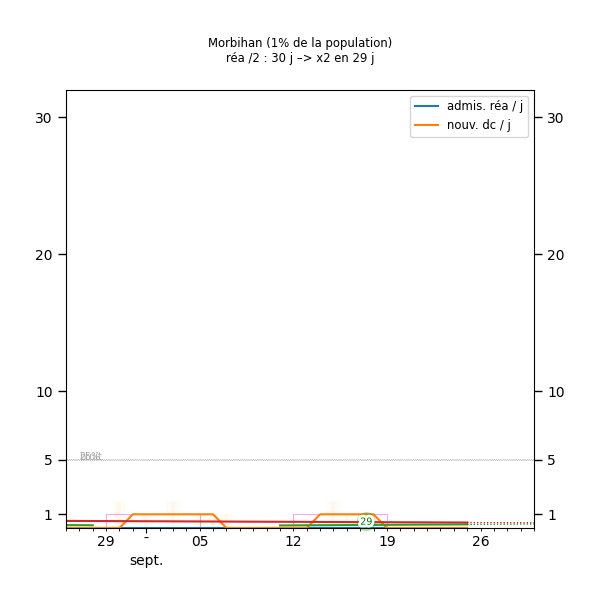 Morbihan (1% de la population)
réa /2 : 30 j –> x2 en 29 j
admis. réa / j
nouv. dc / j
30 30
20 20
10 10
5 5
1 1
29
29 - 05 12 19 26
sept.